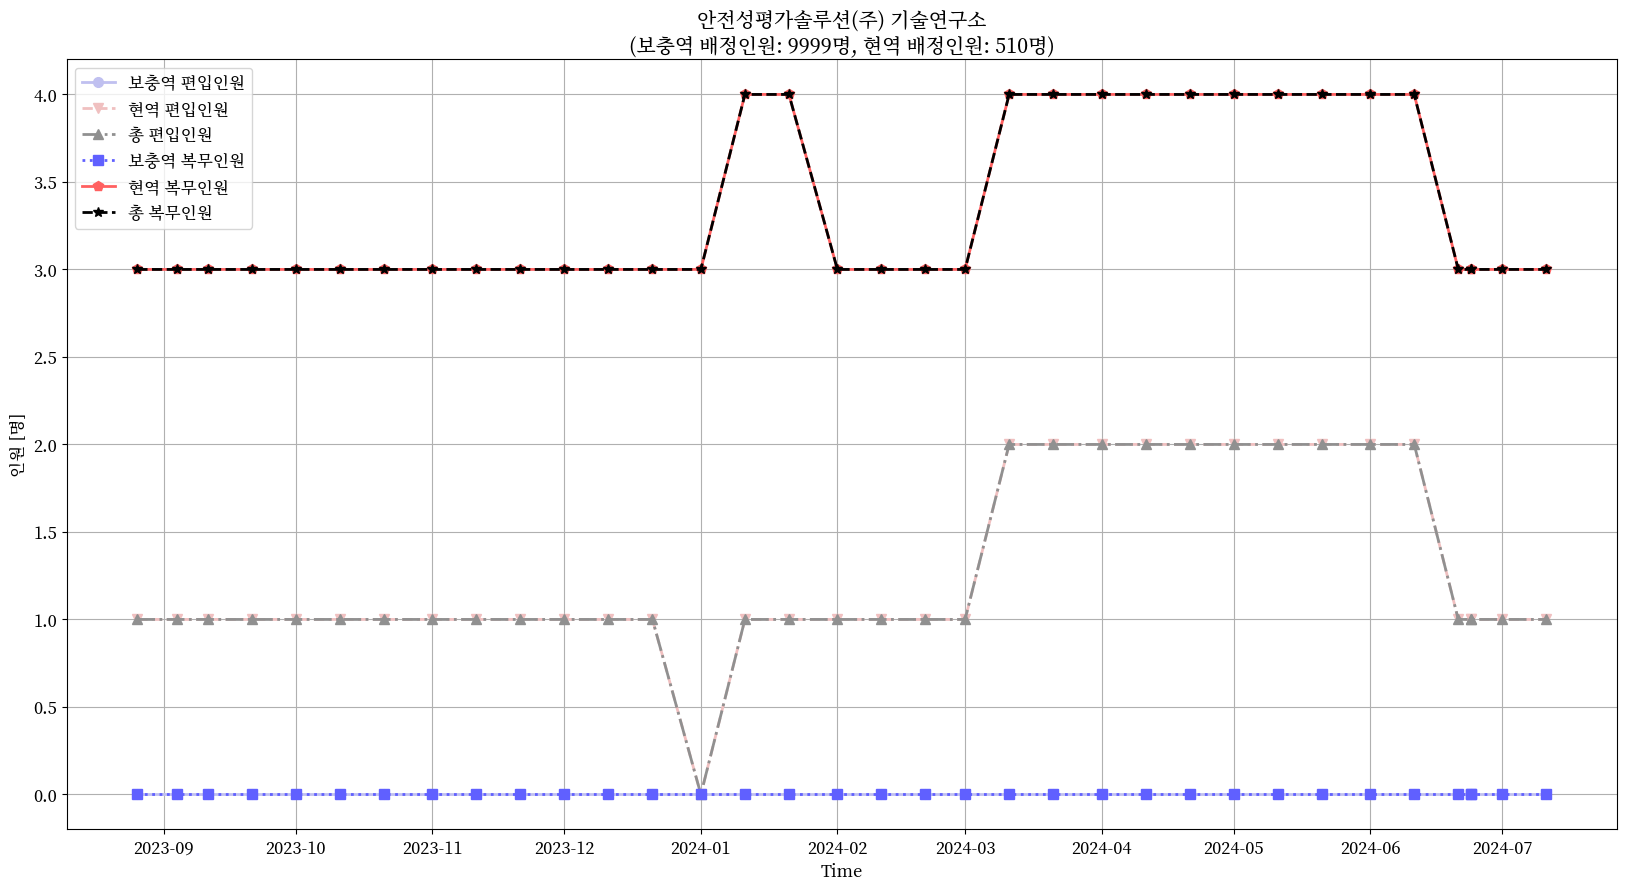 안전성평가솔루션(주) 기술연구소
(보충역 배정인원: 9999명, 현역 배정인원: 510명)
보충역 편입인원
현역 편입인원
총 편입인원
보충역 복무인원
현역 복무인원
총 복무인원
인원 [명]
4.0
3.5
3.0
2.5
2.0
1.5
1.0
0.5
0.0
2023-09 2023-10 2023-11 2023-12 2024-01 2024-02 2024-03 2024-04 2024-05 2024-06 2024-07
Time